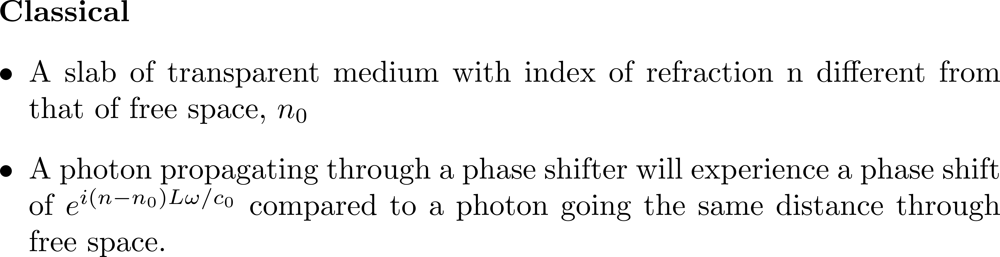 Classical
• A slab of transparent medium with index of refraction n different from
that of free space, $n_0$
• A photon propagating through a phase shifter will experience a phase shift
of $e^{i(n-n_0)L\omega/c_0}$ compared to a photon going the same distance through
free space.